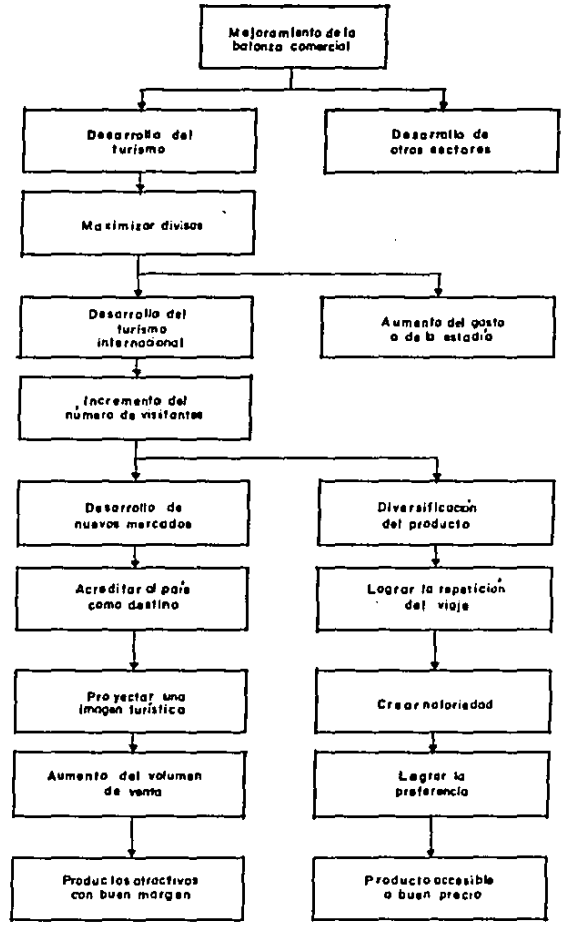 Mejoramiento de la
balanza comercial
Desarrollo del
turismo
Desarrollo de
otros sectores
Maximizar divisas
Desarrollo del
turismo
internacional
Aumento del gasto
o de la estadía
Incremento del
número de visitantes
Desarrollo de
nuevos mercados
Diversificación
del producto
Acreditar al país
como destino
Lograr la repetición
del viaje
Proyectar una
imagen turística
Crear notoriedad
Aumento del volumen
de venta
Lograr la
preferencia
Productos atractivos
con buen margen
Producto accesible
a buen precio